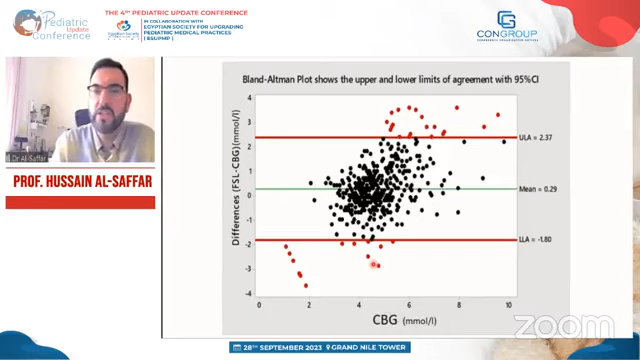 Pediatric
Update
Conference
THE 4TH PEDIATRIC UPDATE CONFERENCE
IN COLLABORATION WITH
EGYPTIAN SOCIETY FOR UPGRADING
PEDIATRIC MEDICAL PRACTICES
( ESUPMP )
CONGROUP
Dr Al-Saffar
PROF. HUSSAIN AL-SAFFAR
Bland-Altman Plot shows the upper and lower limits of agreement with 95%CI
Differences (FSL-CBG)(mmol/l)
4
3
2
1
0
-1
-2
-3
-4
ULA = 2.37
Mean = 0.29
LLA = -1.80
0
2
4
6
8
10
CBG (mmol/l)
zoom
28TH SEPTEMBER 2023
GRAND NILE TOWER